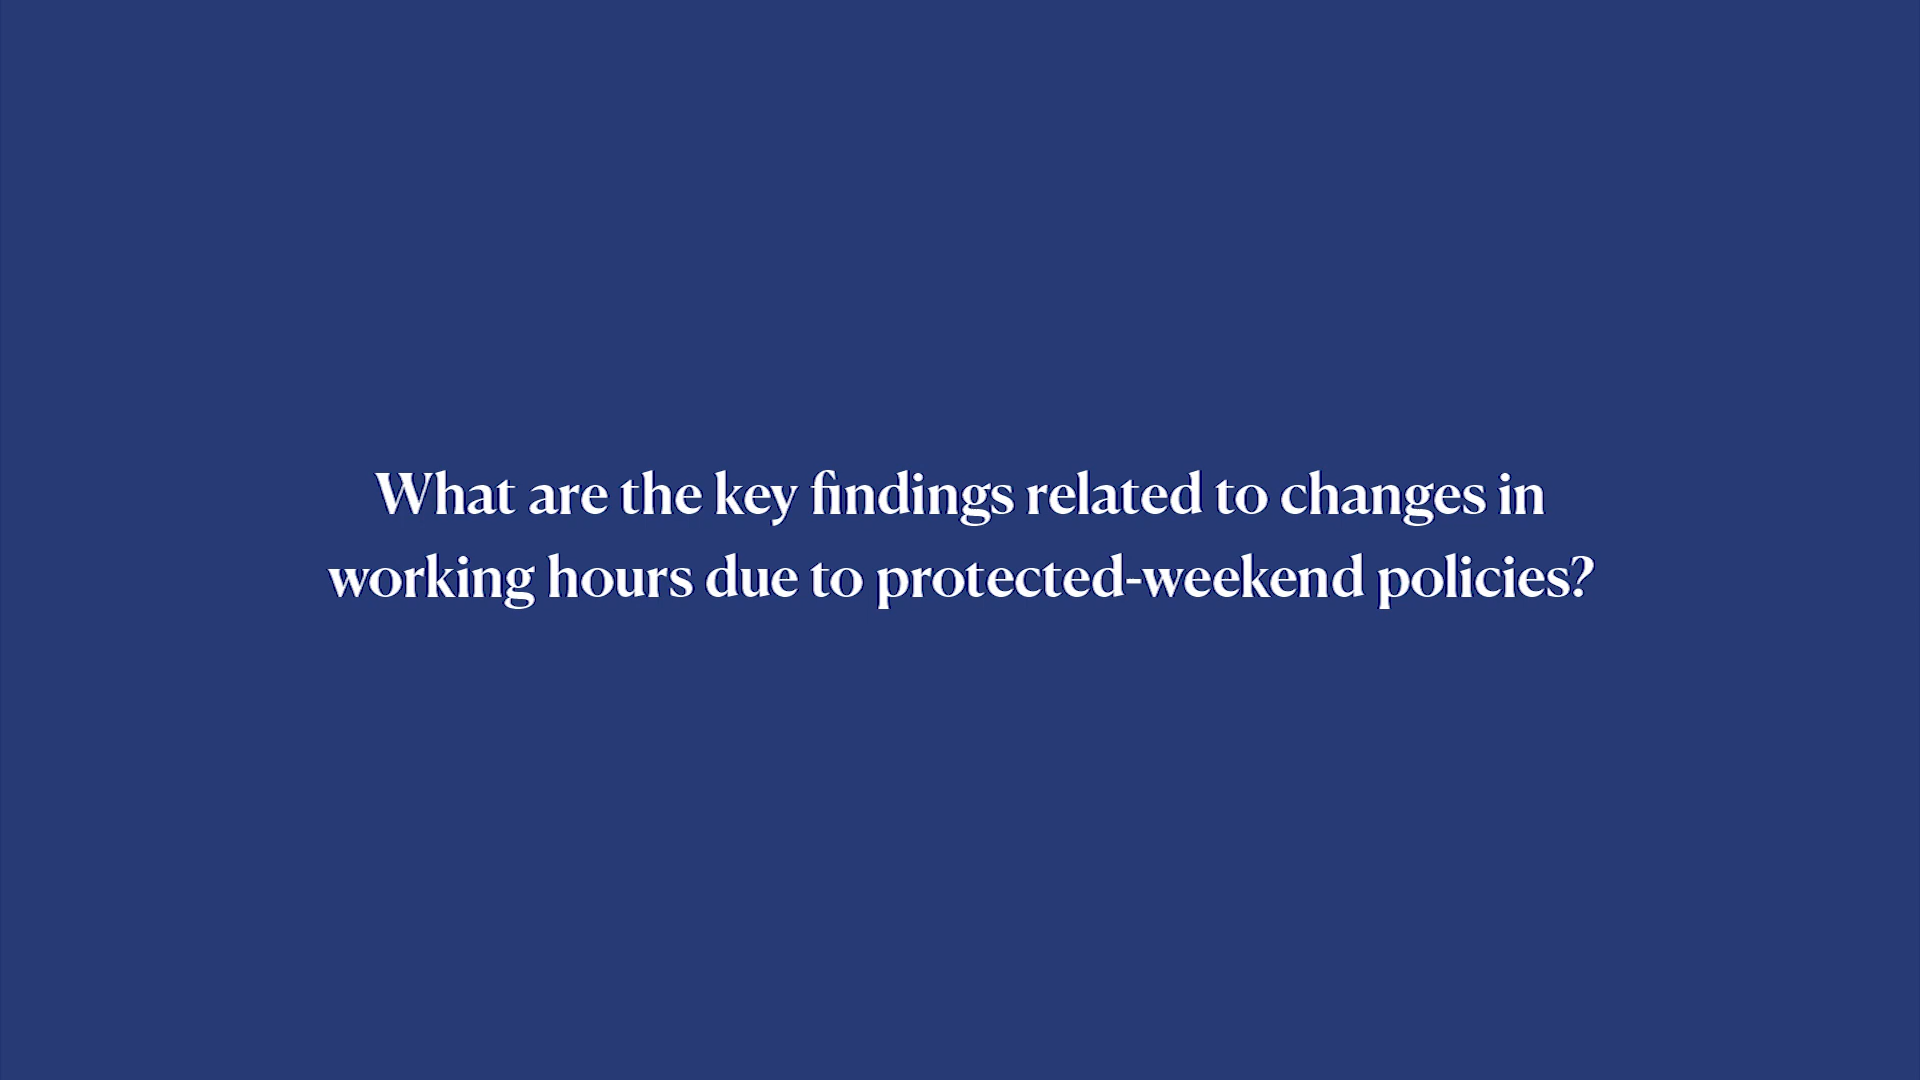 What are the key findings related to changes in
working hours due to protected-weekend policies?